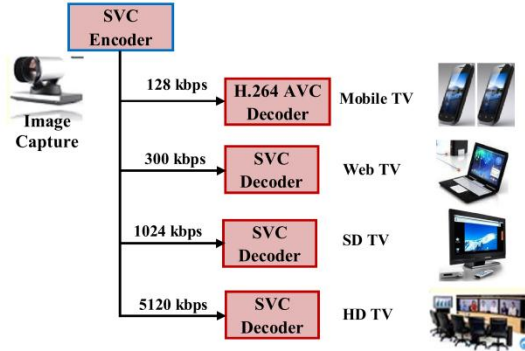 SVC
Encoder
Image
Capture
128 kbps
H.264 AVC
Decoder
Mobile TV
300 kbps
SVC
Decoder
Web TV
1024 kbps
SVC
Decoder
SD TV
5120 kbps
SVC
Decoder
HD TV